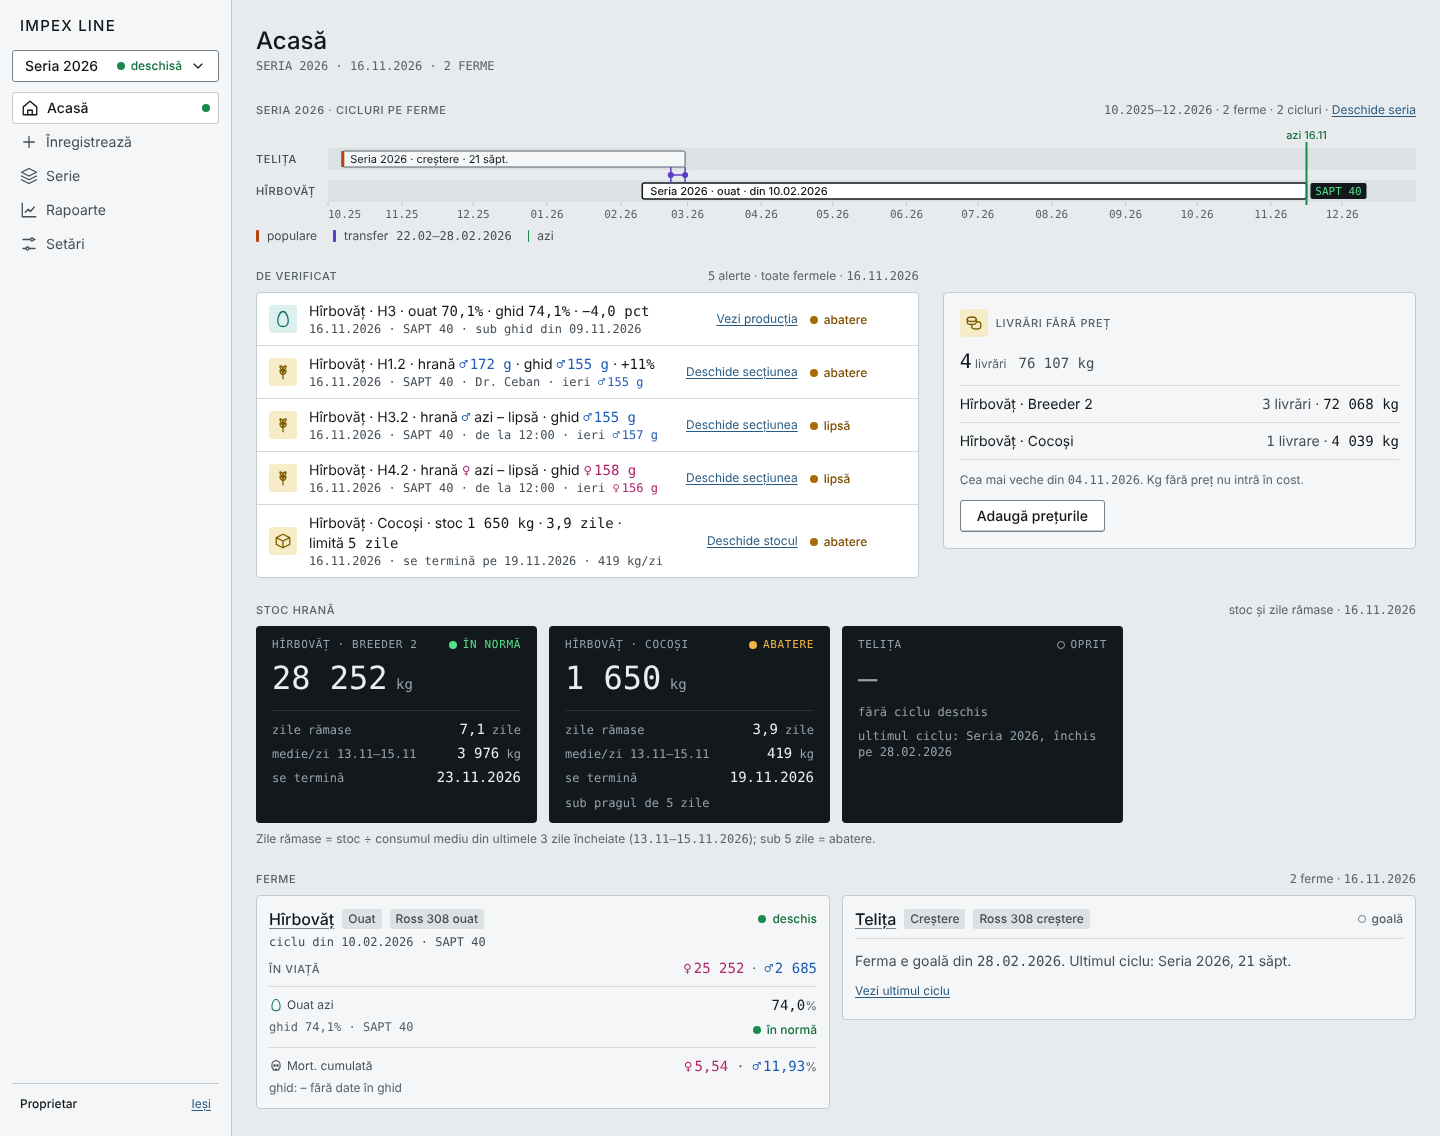 IMPEX LINE
Seria 2026 deschisă
Acasă
Înregistrează
Serie
Rapoarte
Setări
Proprietar Ieși
Acasă
SERIA 2026 · 16.11.2026 · 2 FERME
SERIA 2026 · CICLURI PE FERME 10.2025–12.2026 · 2 ferme · 2 cicluri · Deschide seria
azi 16.11
TELIȚA Seria 2026 · creștere · 21 săpt.
HÎRBOVĂȚ Seria 2026 · ouat · din 10.02.2026 SAPT 40
10.25 11.25 12.25 01.26 02.26 03.26 04.26 05.26 06.26 07.26 08.26 09.26 10.26 11.26 12.26
populare transfer 22.02–28.02.2026 azi
DE VERIFICAT 5 alerte · toate fermele · 16.11.2026
Hîrbovăț · H3 · ouat 70,1% · ghid 74,1% · −4,0 pct
16.11.2026 · SAPT 40 · sub ghid din 09.11.2026
Vezi producția abatere
Hîrbovăț · H1.2 · hrană ♂172 g · ghid ♂155 g · +11%
16.11.2026 · SAPT 40 · Dr. Ceban · ieri ♂155 g
Deschide secțiunea abatere
Hîrbovăț · H3.2 · hrană ♂ azi – lipsă · ghid ♂155 g
16.11.2026 · SAPT 40 · de la 12:00 · ieri ♂157 g
Deschide secțiunea lipsă
Hîrbovăț · H4.2 · hrană ♀ azi – lipsă · ghid ♀158 g
16.11.2026 · SAPT 40 · de la 12:00 · ieri ♀156 g
Deschide secțiunea lipsă
Hîrbovăț · Cocoși · stoc 1 650 kg · 3,9 zile ·
limită 5 zile
16.11.2026 · se termină pe 19.11.2026 · 419 kg/zi
Deschide stocul abatere
LIVRĂRI FĂRĂ PREȚ
4 livrări 76 107 kg
Hîrbovăț · Breeder 2 3 livrări · 72 068 kg
Hîrbovăț · Cocoși 1 livrare · 4 039 kg
Cea mai veche din 04.11.2026. Kg fără preț nu intră în cost.
Adaugă prețurile
STOC HRANĂ stoc și zile rămase · 16.11.2026
HÎRBOVĂȚ · BREEDER 2 ÎN NORMĂ
28 252 kg
zile rămase 7,1 zile
medie/zi 13.11–15.11 3 976 kg
se termină 23.11.2026
HÎRBOVĂȚ · COCOȘI ABATERE
1 650 kg
zile rămase 3,9 zile
medie/zi 13.11–15.11 419 kg
se termină 19.11.2026
sub pragul de 5 zile
TELIȚA OPRIT
—
fără ciclu deschis
ultimul ciclu: Seria 2026, închis
pe 28.02.2026
Zile rămase = stoc ÷ consumul mediu din ultimele 3 zile încheiate (13.11–15.11.2026); sub 5 zile = abatere.
FERME 2 ferme · 16.11.2026
Hîrbovăț Ouat Ross 308 ouat deschis
ciclu din 10.02.2026 · SAPT 40
ÎN VIAȚĂ ♀25 252 · ♂2 685
Ouat azi 74,0%
ghid 74,1% · SAPT 40 în normă
Mort. cumulată ♀5,54 · ♂11,93%
ghid: – fără date în ghid
Telița Creștere Ross 308 creștere goală
Ferma e goală din 28.02.2026. Ultimul ciclu: Seria 2026, 21 săpt.
Vezi ultimul ciclu